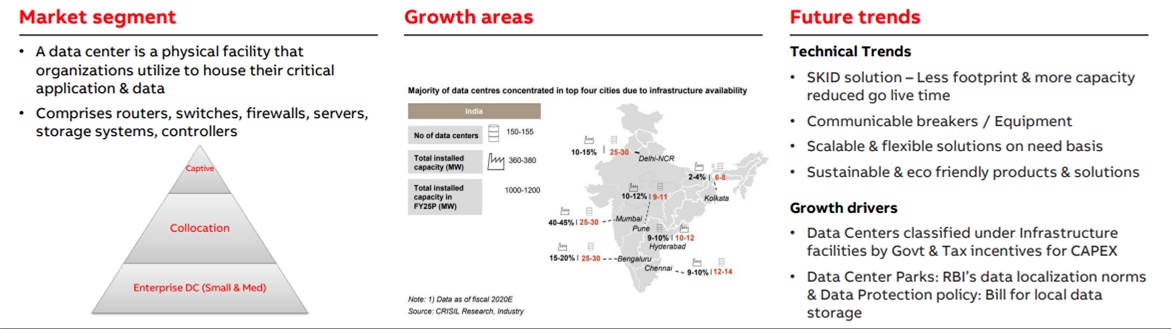 Market segment
• A data center is a physical facility that
organizations utilize to house their critical
application & data
• Comprises routers, switches, firewalls, servers,
storage systems, controllers
Captive
Collocation
Enterprise DC (Small & Med)
Growth areas
Majority of data centres concentrated in top four cities due to infrastructure availability
India
No of data centers
150-155
Total installed
capacity (MW)
360-380
Total installed
capacity in
FY25P (MW)
1000-1200
10-15% | 25-30
Delhi-NCR
2-4% | 6-8
Kolkata
10-12% | 9-11
40-45% | 25-30
Mumbai
Pune
9-10% | 10-12
Hyderabad
15-20% | 25-30
Bengaluru
Chennai
9-10% | 12-14
Note: 1) Data as of fiscal 2020E
Source: CRISIL Research, Industry
Future trends
Technical Trends
• SKID solution – Less footprint & more capacity
reduced go live time
• Communicable breakers / Equipment
• Scalable & flexible solutions on need basis
• Sustainable & eco friendly products & solutions
Growth drivers
• Data Centers classified under Infrastructure
facilities by Govt & Tax incentives for CAPEX
• Data Center Parks: RBI's data localization norms
& Data Protection policy: Bill for local data
storage